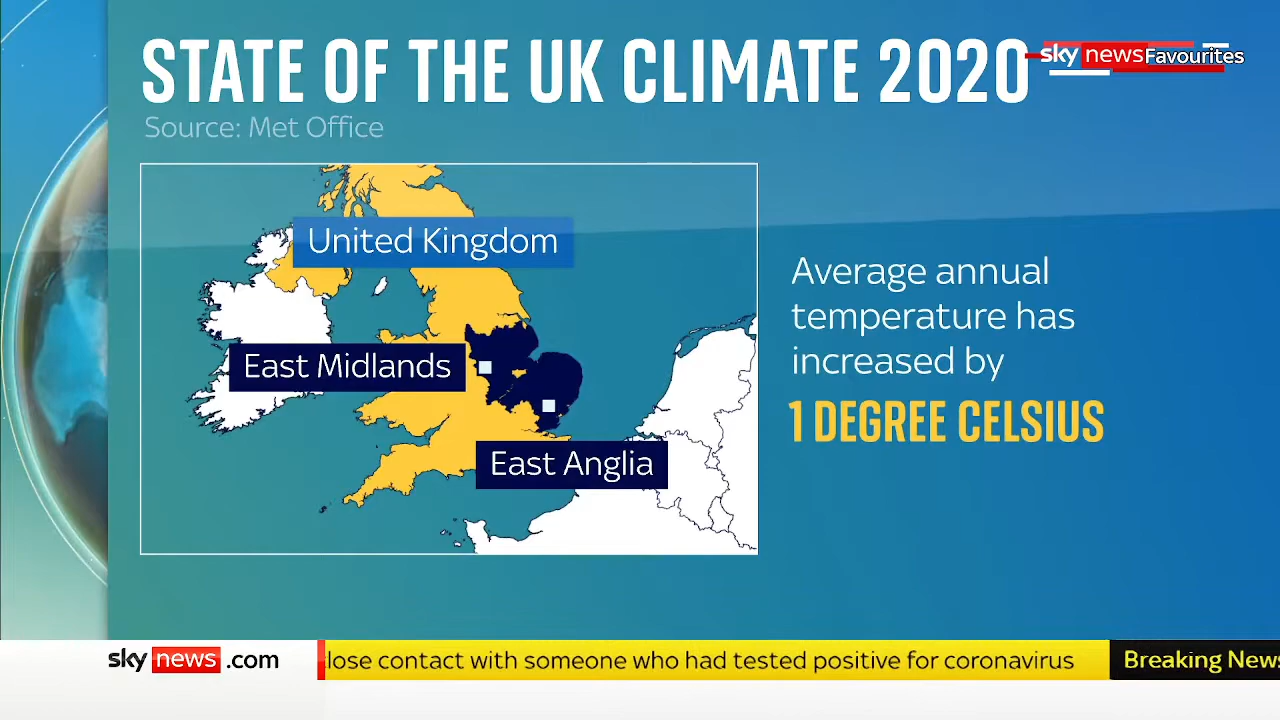 STATE OF THE UK CLIMATE 2020
sky news Favourites
Source: Met Office
United Kingdom
East Midlands
East Anglia
Average annual
temperature has
increased by
1 DEGREE CELSIUS
sky news .com
lose contact with someone who had tested positive for coronavirus
Breaking News